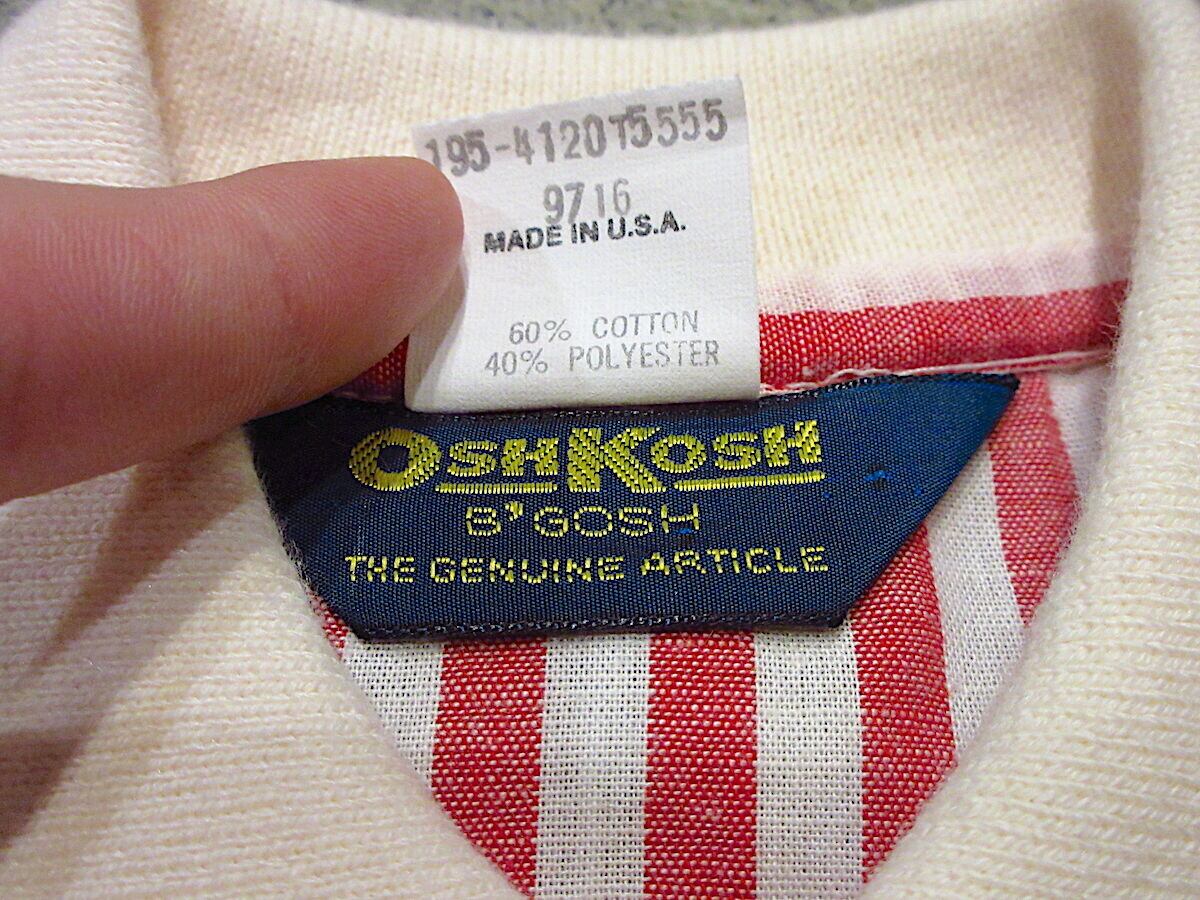 195-4120T5555
9716
MADE IN U.S.A.
60% COTTON
40% POLYESTER
OSHKOSH
B'GOSH
THE GENUINE ARTICLE